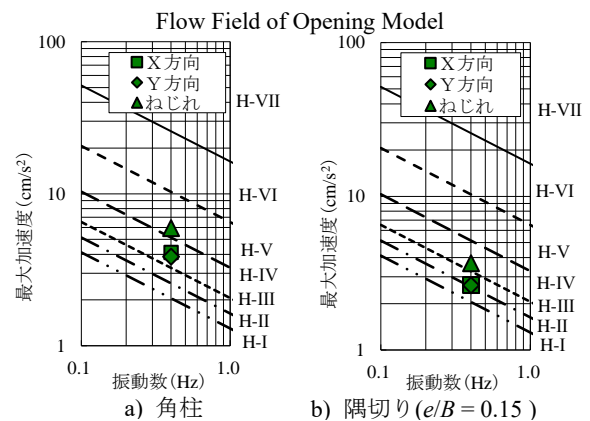 Flow Field of Opening Model
100
10
1
最大加速度(cm/s²)
X方向
Y方向
ねじれ
H-VII
H-VI
H-V
H-IV
H-III
H-II
H-I
0.1
1.0
振動数(Hz)
a) 角柱
100
10
1
最大加速度(cm/s²)
X方向
Y方向
ねじれ
H-VII
H-VI
H-V
H-IV
H-III
H-II
H-I
0.1
1.0
振動数(Hz)
b) 隅切り(e/B = 0.15 )